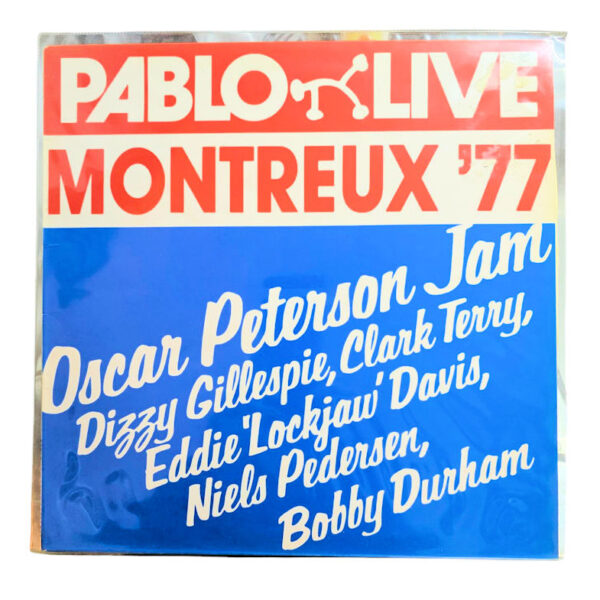 PABLO LIVE
MONTREUX '77
Oscar Peterson Jam
Dizzy Gillespie, Clark Terry,
Eddie 'Lockjaw' Davis,
Niels Pedersen,
Bobby Durham